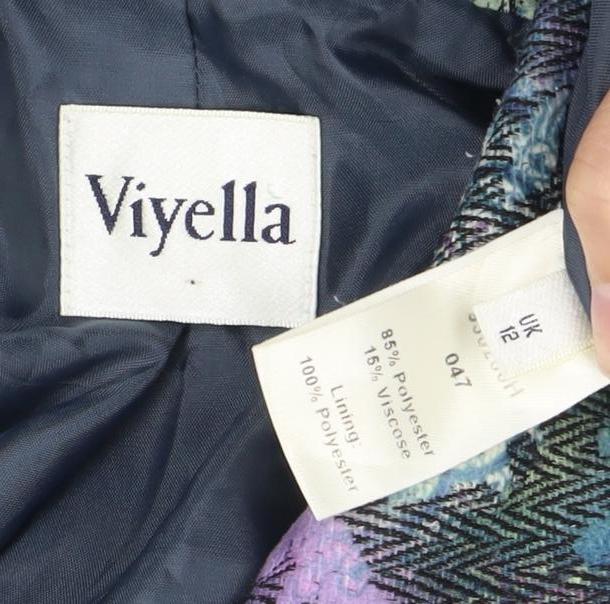 Viyella
UK
12
047
85% Polyester
15% Viscose
Lining:
100% Polyester